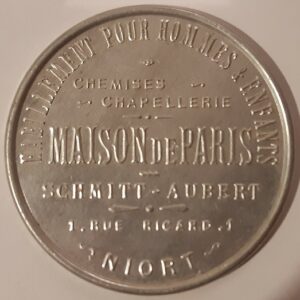 HABILLEMENT POUR HOMMES & ENFANTS
CHEMISES
CHAPELLERIE
MAISON DE PARIS
SCHMITT-AUBERT
1. RUE RICARD. 1
NIORT